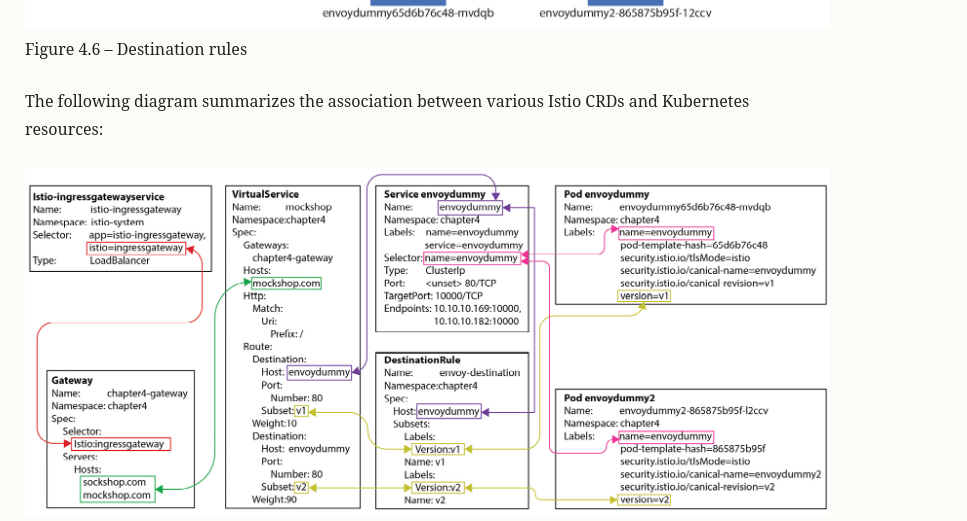 envoydummy65d6b76c48-mvdqb
envoydummy2-865875b95f-12ccv
Figure 4.6 – Destination rules
The following diagram summarizes the association between various Istio CRDs and Kubernetes
resources:
Istio-ingressgatewayservice
Name: istio-ingressgateway
Namespace: istio-system
Selector: app=istio-ingressgateway,
istio=ingressgateway
Type: LoadBalancer
Gateway
Name: chapter4-gateway
Namespace: chapter4
Spec:
Selector:
Istio:ingressgateway
Servers:
Hosts:
sockshop.com
mockshop.com
VirtualService
Name: mockshop
Namespace:chapter4
Spec:
Gateways:
chapter4-gateway
Hosts:
mockshop.com
Http:
Match:
Uri:
Prefix: /
Route:
Destination:
Host: envoydummy
Port:
Number: 80
Subset: v1
Weight:10
Destination:
Host: envoydummy
Port:
Number: 80
Subset: v2
Weight:90
Service envoydummy
Name: envoydummy
Namespace: chapter4
Labels: name=envoydummy
service=envoydummy
Selector: name=envoydummy
Type: ClusterIp
Port: <unset> 80/TCP
TargetPort: 10000/TCP
Endpoints: 10.10.10.169:10000,
10.10.10.182:10000
DestinationRule
Name: envoy-destination
Namespace:chapter4
Spec:
Host: envoydummy
Subsets:
Labels:
Version:v1
Name: v1
Labels:
Version:v2
Name: v2
Pod envoydummy
Name: envoydummy65d6b76c48-mvdqb
Namespace: chapter4
Labels: name=envoydummy
pod-template-hash=65d6b76c48
security.istio.io/tlsMode=istio
security.istio.io/canical-name=envoydummy
security.istio.io/canical revision=v1
version=v1
Pod envoydummy2
Name: envoydummy2-865875b95f-l2ccv
Namespace: chapter4
Labels: name=envoydummy
pod-template-hash=865875b95f
security.istio.io/tlsMode=istio
security.istio.io/canical-name=envoydummy2
security.istio.io/canical-revision=v2
version=v2